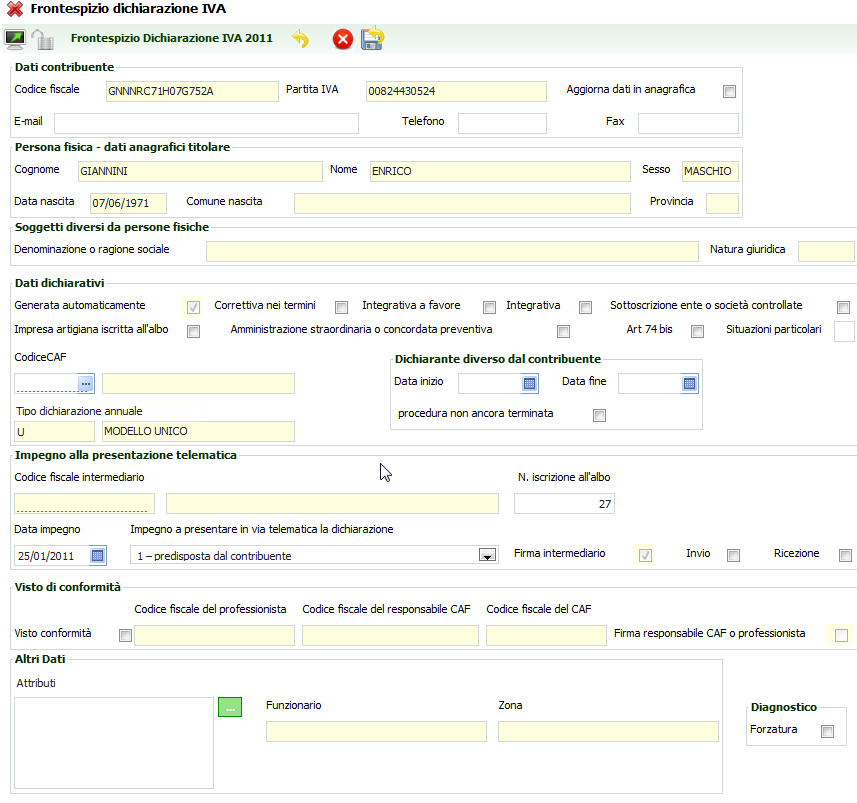 Frontespizio dichiarazione IVA
Frontespizio Dichiarazione IVA 2011
Dati contribuente
Codice fiscale GNNNRC71H07G752A Partita IVA 00824430524 Aggiorna dati in anagrafica
E-mail Telefono Fax
Persona fisica - dati anagrafici titolare
Cognome GIANNINI Nome ENRICO Sesso MASCHIO
Data nascita 07/06/1971 Comune nascita Provincia
Soggetti diversi da persone fisiche
Denominazione o ragione sociale Natura giuridica
Dati dichiarativi
Generata automaticamente Correttiva nei termini Integrativa a favore Integrativa Sottoscrizione ente o società controllate
Impresa artigiana iscritta all'albo Amministrazione straordinaria o concordata preventiva Art 74 bis Situazioni particolari
CodiceCAF
...
Dichiarante diverso dal contribuente
Data inizio Data fine
procedura non ancora terminata
Tipo dichiarazione annuale
U MODELLO UNICO
Impegno alla presentazione telematica
Codice fiscale intermediario N. iscrizione all'albo
27
Data impegno Impegno a presentare in via telematica la dichiarazione
25/01/2011 1 – predisposta dal contribuente Firma intermediario Invio Ricezione
Visto di conformità
Codice fiscale del professionista Codice fiscale del responsabile CAF Codice fiscale del CAF
Visto conformità Firma responsabile CAF o professionista
Altri Dati
Attributi
... Funzionario Zona
Diagnostico
Forzatura